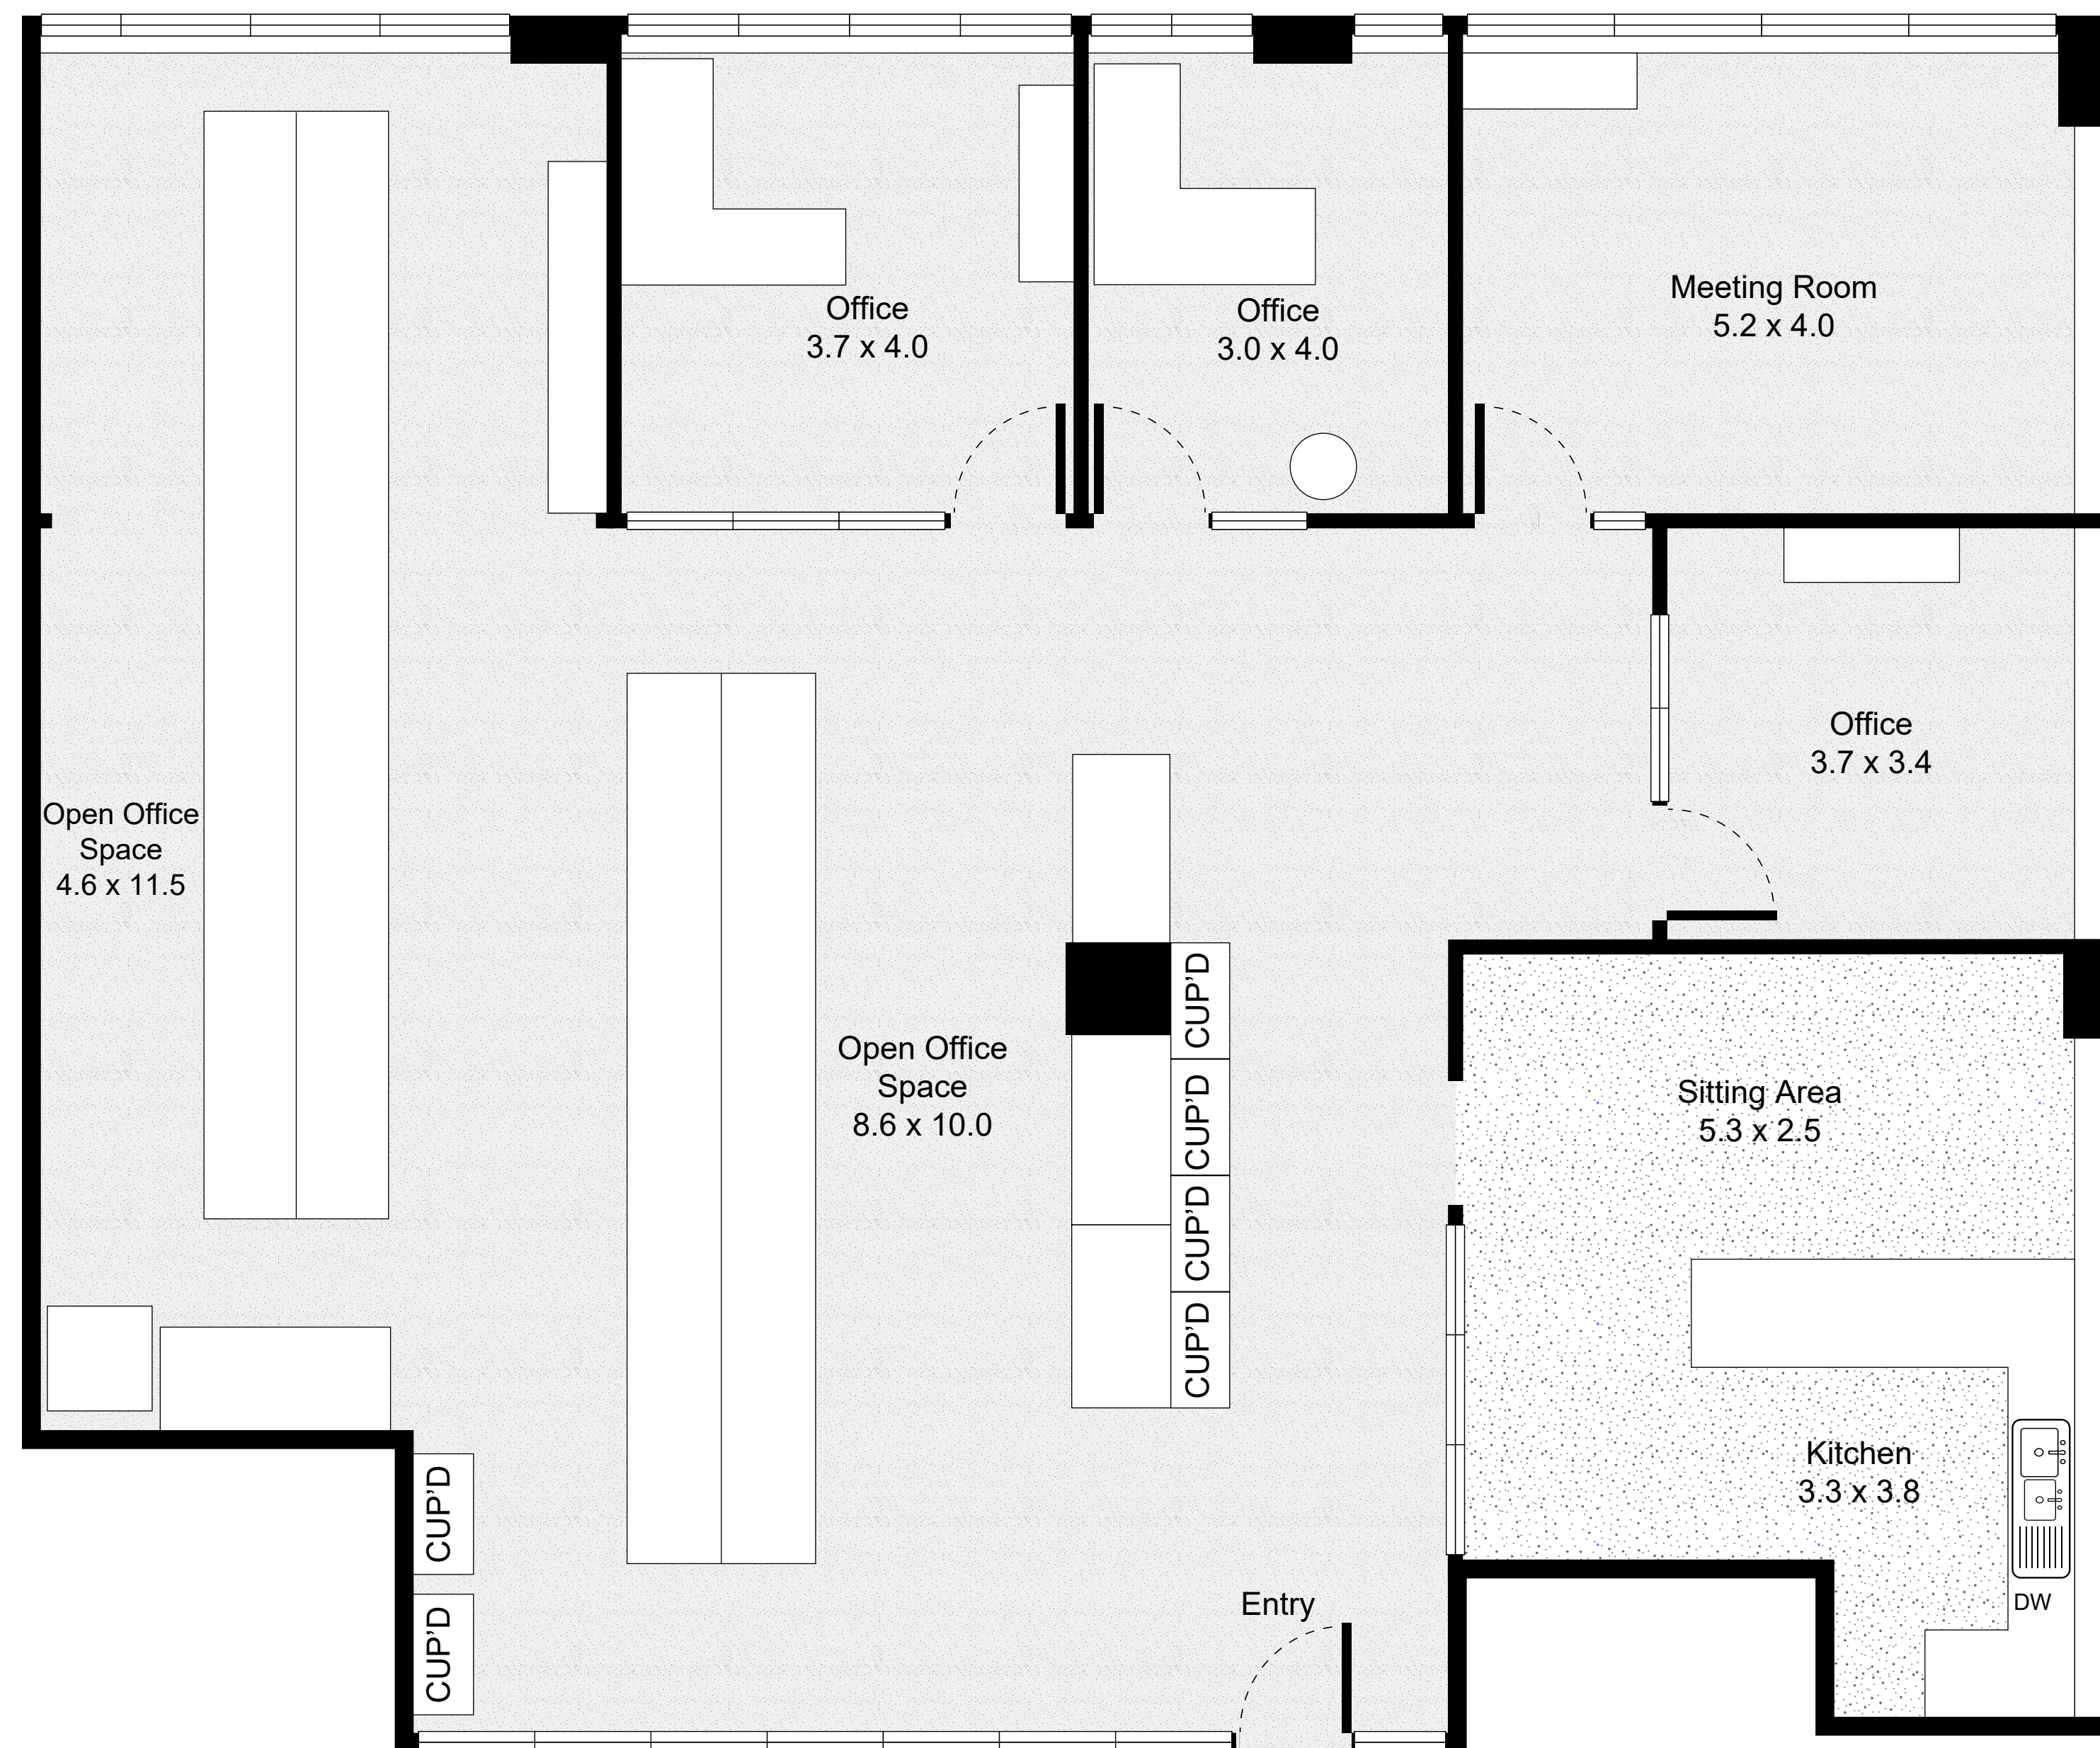 Office
3.7 x 4.0
Office
3.0 x 4.0
Meeting Room
5.2 x 4.0
Office
3.7 x 3.4
Open Office
Space
4.6 x 11.5
Open Office
Space
8.6 x 10.0
CUP'D
CUP'D
CUP'D
CUP'D
Sitting Area
5.3 x 2.5
Kitchen
3.3 x 3.8
DW
CUP'D
CUP'D
Entry